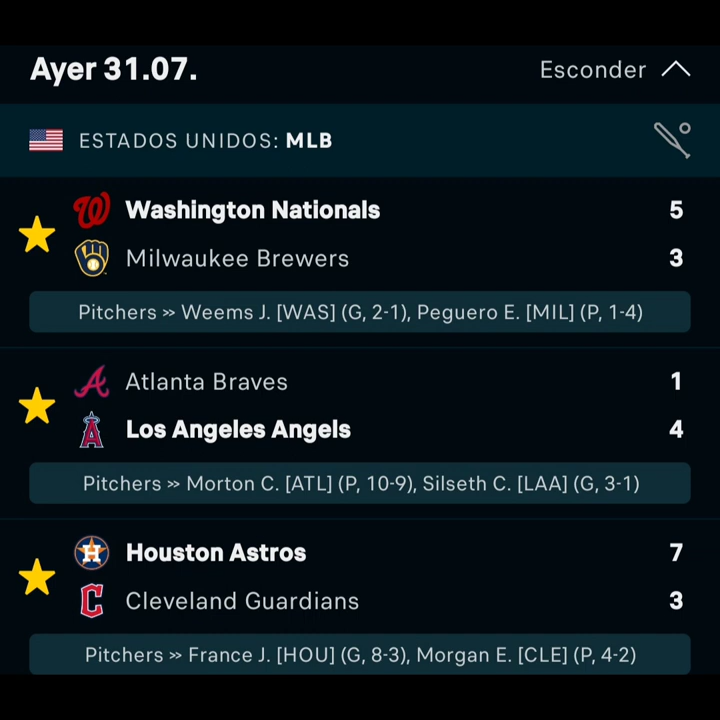 Ayer 31.07. Esconder
ESTADOS UNIDOS: MLB
Washington Nationals 5
Milwaukee Brewers 3
Pitchers » Weems J. [WAS] (G, 2-1), Peguero E. [MIL] (P, 1-4)
Atlanta Braves 1
Los Angeles Angels 4
Pitchers » Morton C. [ATL] (P, 10-9), Silseth C. [LAA] (G, 3-1)
Houston Astros 7
Cleveland Guardians 3
Pitchers » France J. [HOU] (G, 8-3), Morgan E. [CLE] (P, 4-2)